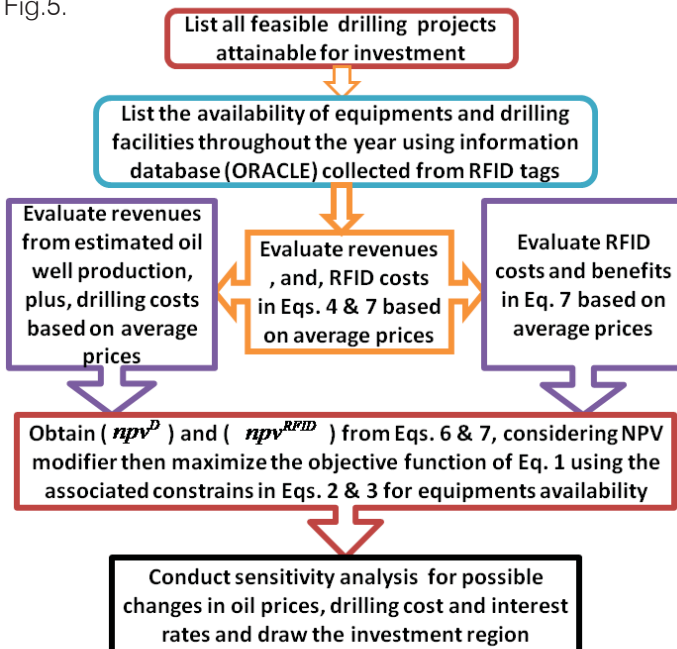 Fig.5.
List all feasible drilling projects
attainable for investment
List the availability of equipments and drilling
facilities throughout the year using information
database (ORACLE) collected from RFID tags
Evaluate revenues
from estimated oil
well production,
plus, drilling costs
based on average
prices
Evaluate revenues
, and, RFID costs
in Eqs. 4 & 7 based
on average prices
Evaluate RFID
costs and benefits
in Eq. 7 based on
average prices
Obtain ( npv^D ) and ( npv^RFID ) from Eqs. 6 & 7, considering NPV
modifier then maximize the objective function of Eq. 1 using the
associated constrains in Eqs. 2 & 3 for equipments availability
Conduct sensitivity analysis for possible
changes in oil prices, drilling cost and interest
rates and draw the investment region